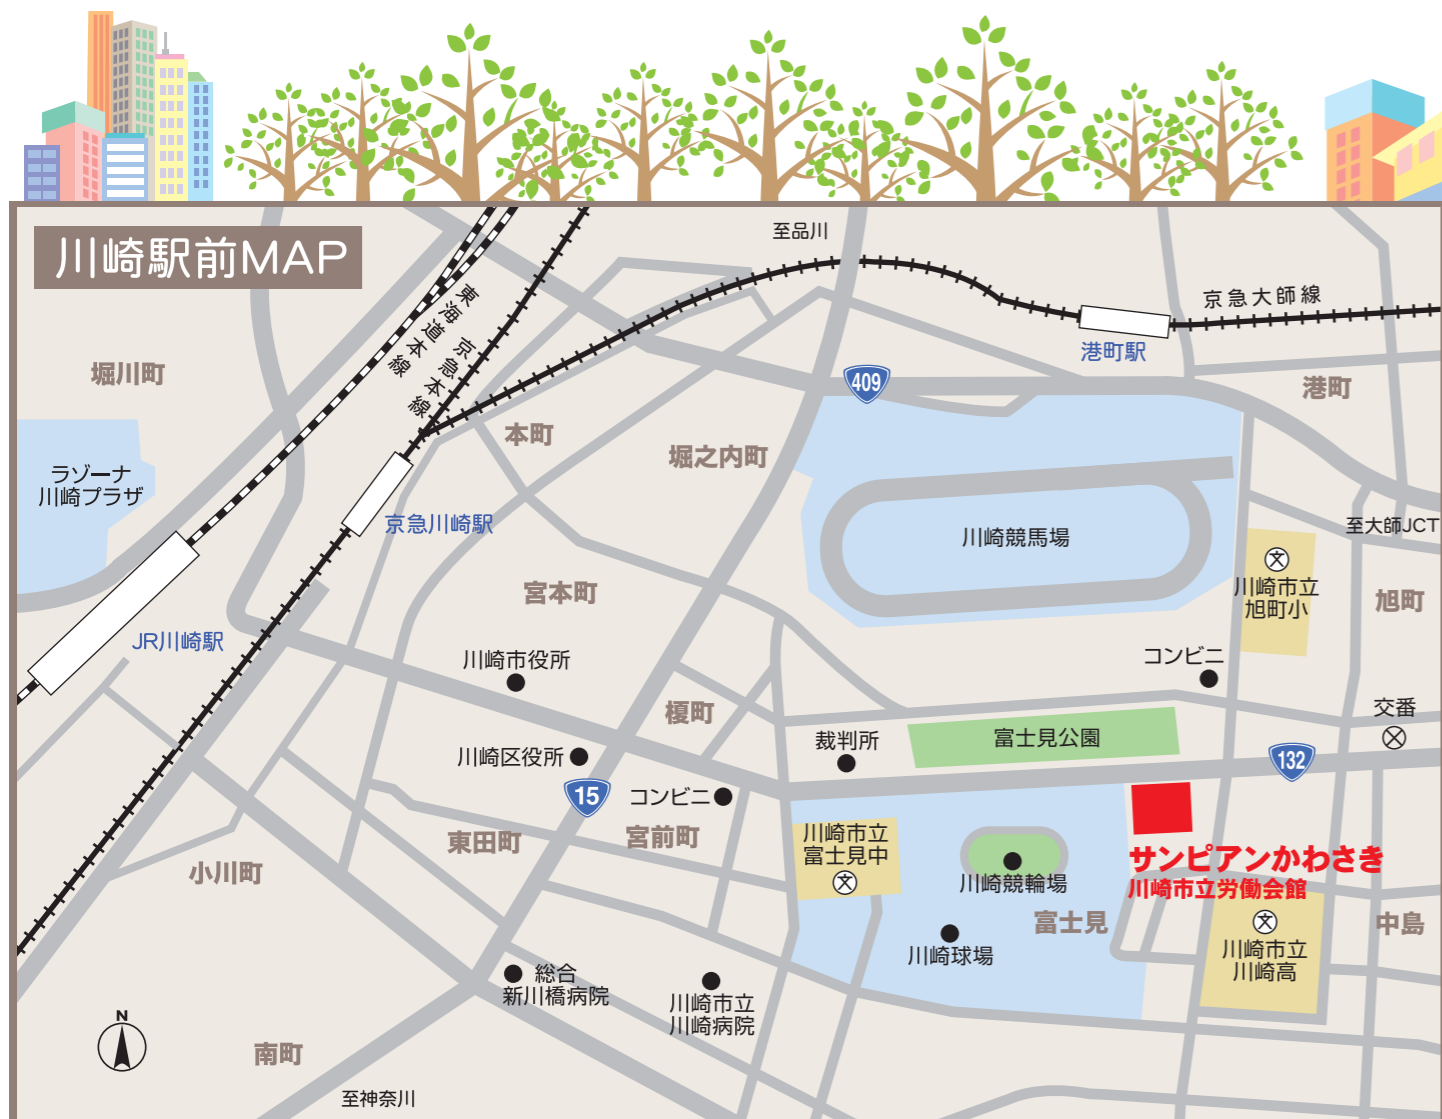 川崎駅前MAP
至品川
東海道本線
京急本線
京急大師線
港町駅
409
堀川町
港町
本町
堀之内町
ラゾーナ
川崎プラザ
京急川崎駅
川崎競馬場
至大師JCT
文
川崎市立
旭町小
宮本町
旭町
JR川崎駅
川崎市役所
コンビニ
榎町
交番
裁判所
富士見公園
川崎区役所
132
15
コンビニ
川崎市立
富士見中
文
宮前町
東田町
サンピアンかわさき
川崎市立労働会館
小川町
川崎競輪場
富士見
文
中島
川崎市立
川崎高
川崎球場
総合
新川橋病院
川崎市立
川崎病院
N
南町
至神奈川